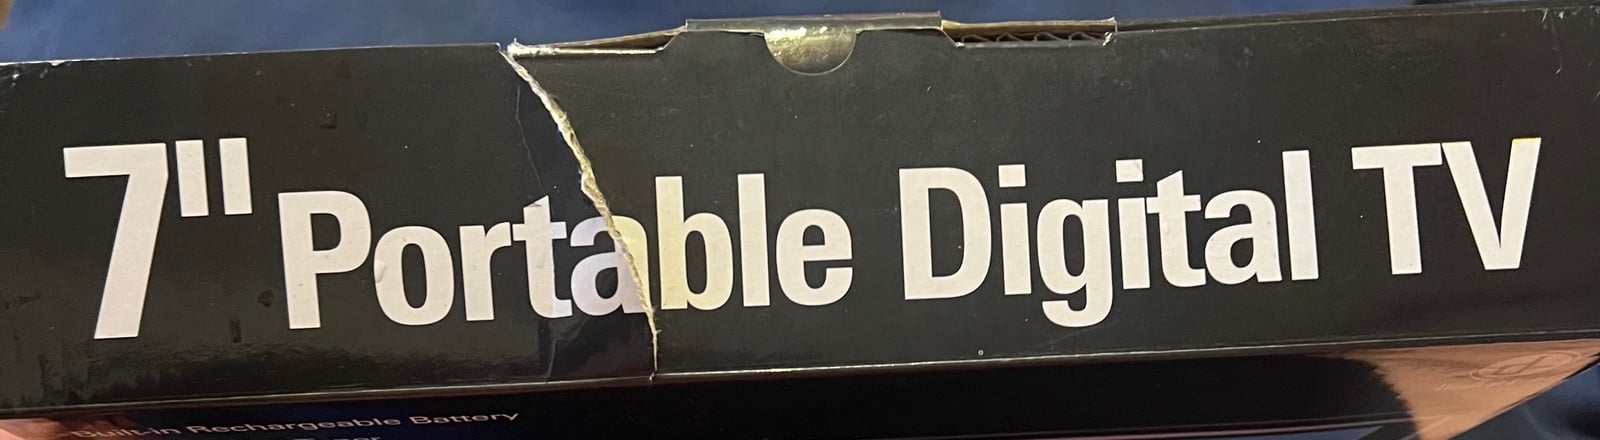 7" Portable Digital TV
Built-in Rechargeable Battery